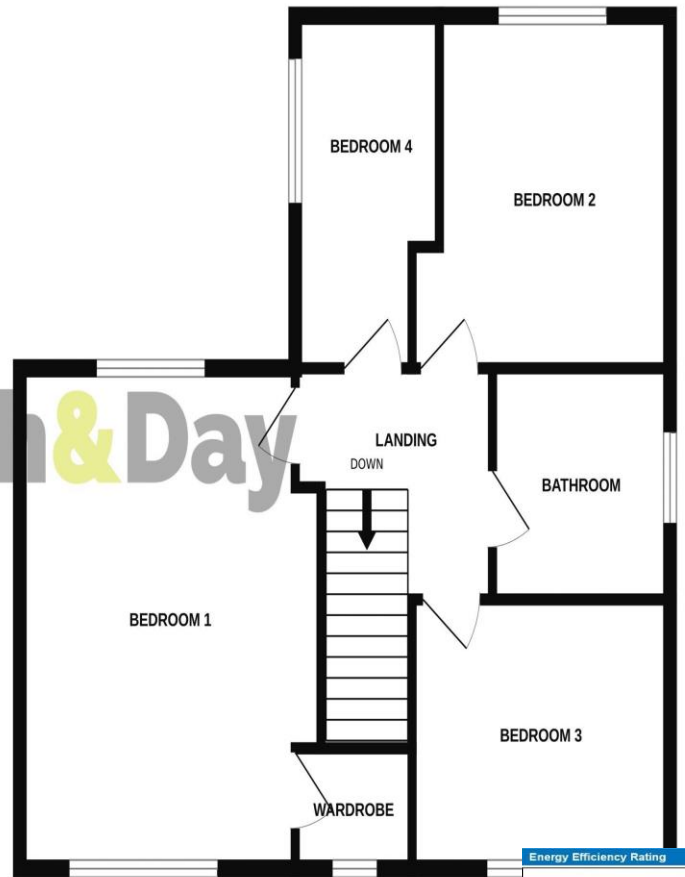 BEDROOM 4
BEDROOM 2
&Day
LANDING
DOWN
BATHROOM
BEDROOM 1
BEDROOM 3
WARDROBE
Energy Efficiency Rating